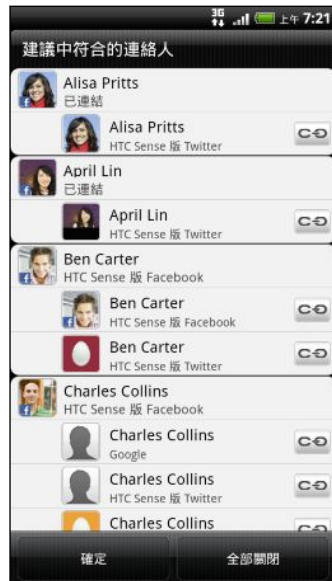 3G
上午 7:21
建議中符合的連絡人
Alisa Pritts
已連結
Alisa Pritts
HTC Sense 版 Twitter
April Lin
已連結
April Lin
HTC Sense 版 Twitter
Ben Carter
HTC Sense 版 Facebook
Ben Carter
HTC Sense 版 Facebook
Ben Carter
HTC Sense 版 Twitter
Charles Collins
HTC Sense 版 Facebook
Charles Collins
Google
Charles Collins
HTC Sense 版 Twitter
Charles Collins
確定
全部關閉